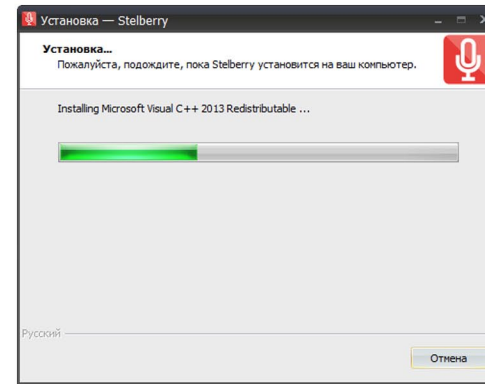 Установка — Stelberry
Установка...
Пожалуйста, подождите, пока Stelberry установится на ваш компьютер.
Installing Microsoft Visual C++ 2013 Redistributable ...
Русский
Отмена